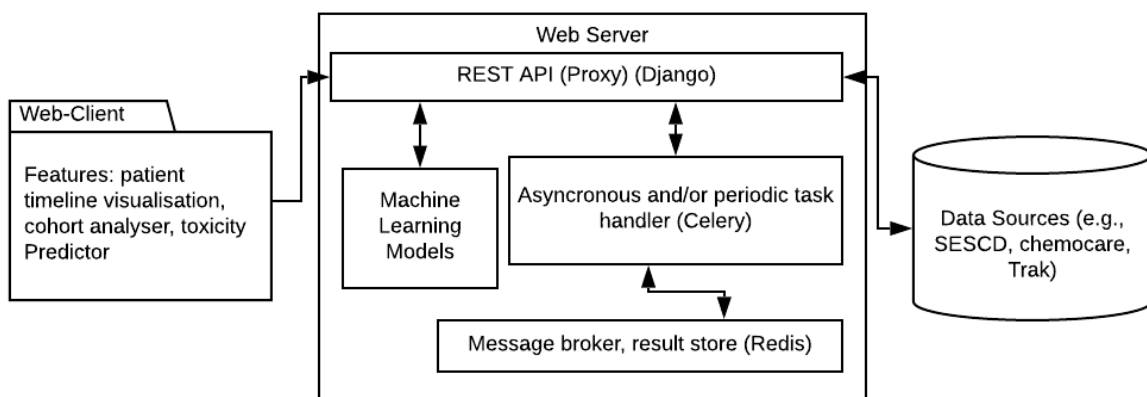 Web Server
REST API (Proxy) (Django)
Web-Client
Features: patient
timeline visualisation,
cohort analyser, toxicity
Predictor
Machine
Learning
Models
Asyncronous and/or periodic task
handler (Celery)
Message broker, result store (Redis)
Data Sources (e.g.,
SESCD, chemocare,
Trak)